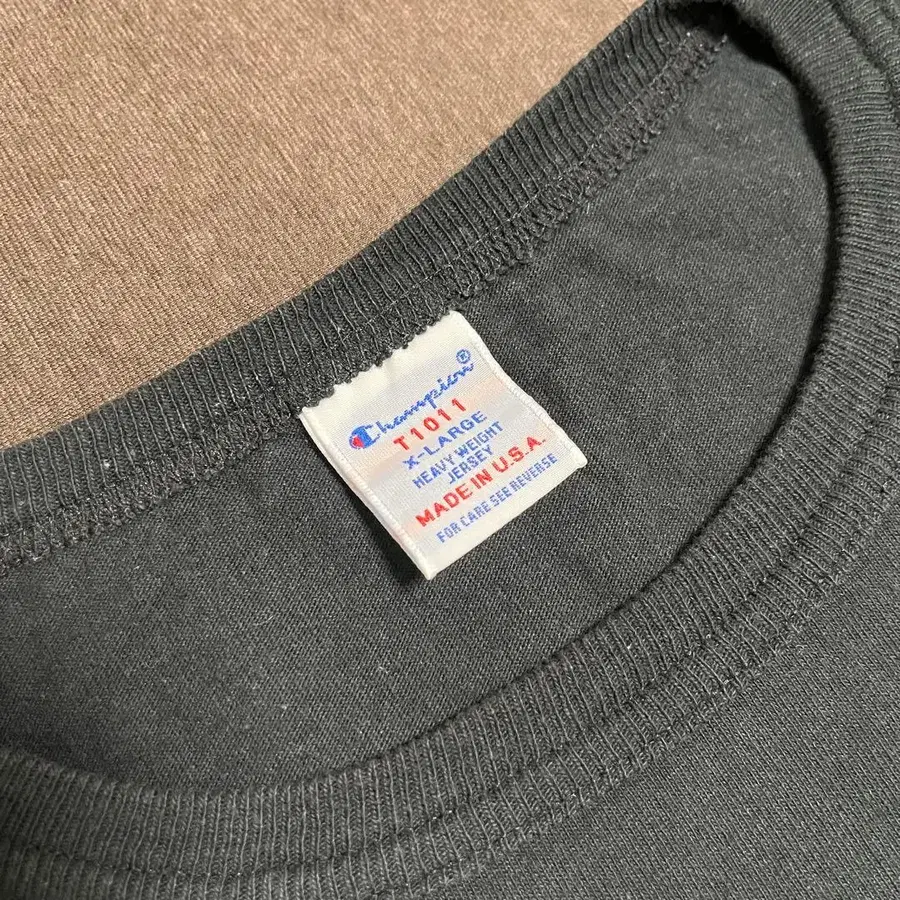 Champion®
T1011
X-LARGE
HEAVY WEIGHT
JERSEY
MADE IN U.S.A.
FOR CARE SEE REVERSE